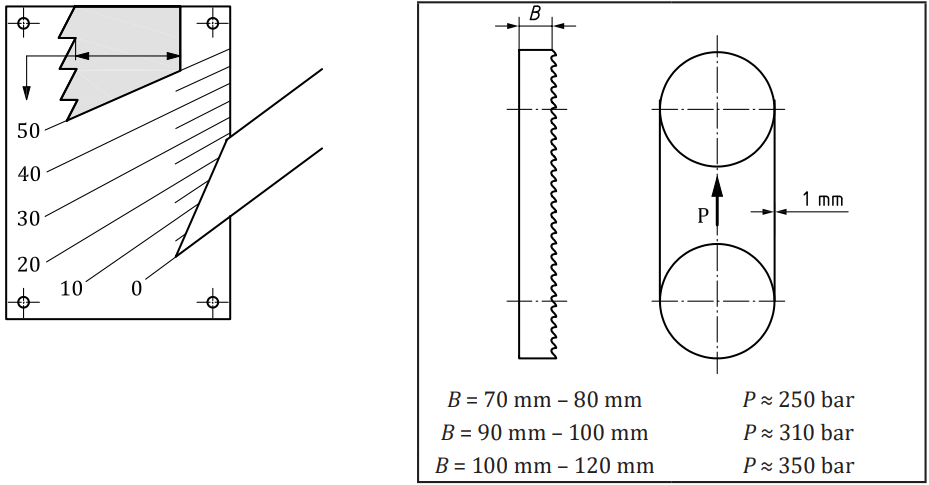 50
40
30
20
10
0
B
P
1 mm
B = 70 mm – 80 mm P ≈ 250 bar
B = 90 mm – 100 mm P ≈ 310 bar
B = 100 mm – 120 mm P ≈ 350 bar